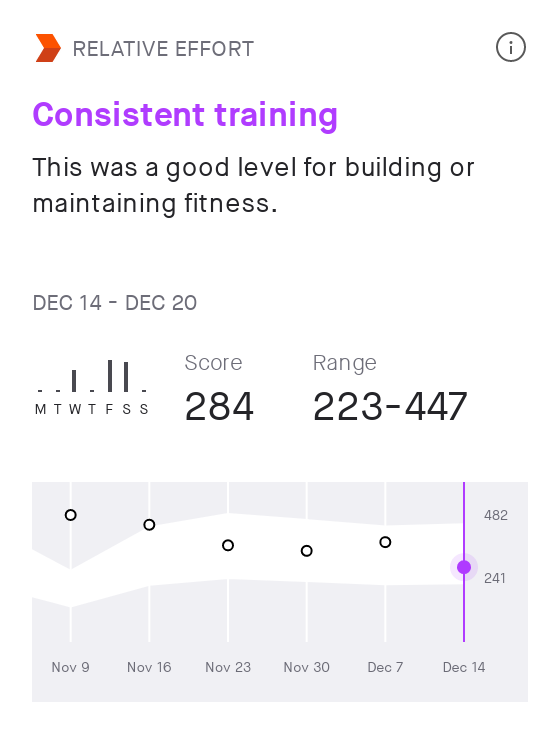 RELATIVE EFFORT
Consistent training
This was a good level for building or
maintaining fitness.
DEC 14 - DEC 20
Score Range
M T W T F S S 284 223-447
482
241
Nov 9 Nov 16 Nov 23 Nov 30 Dec 7 Dec 14